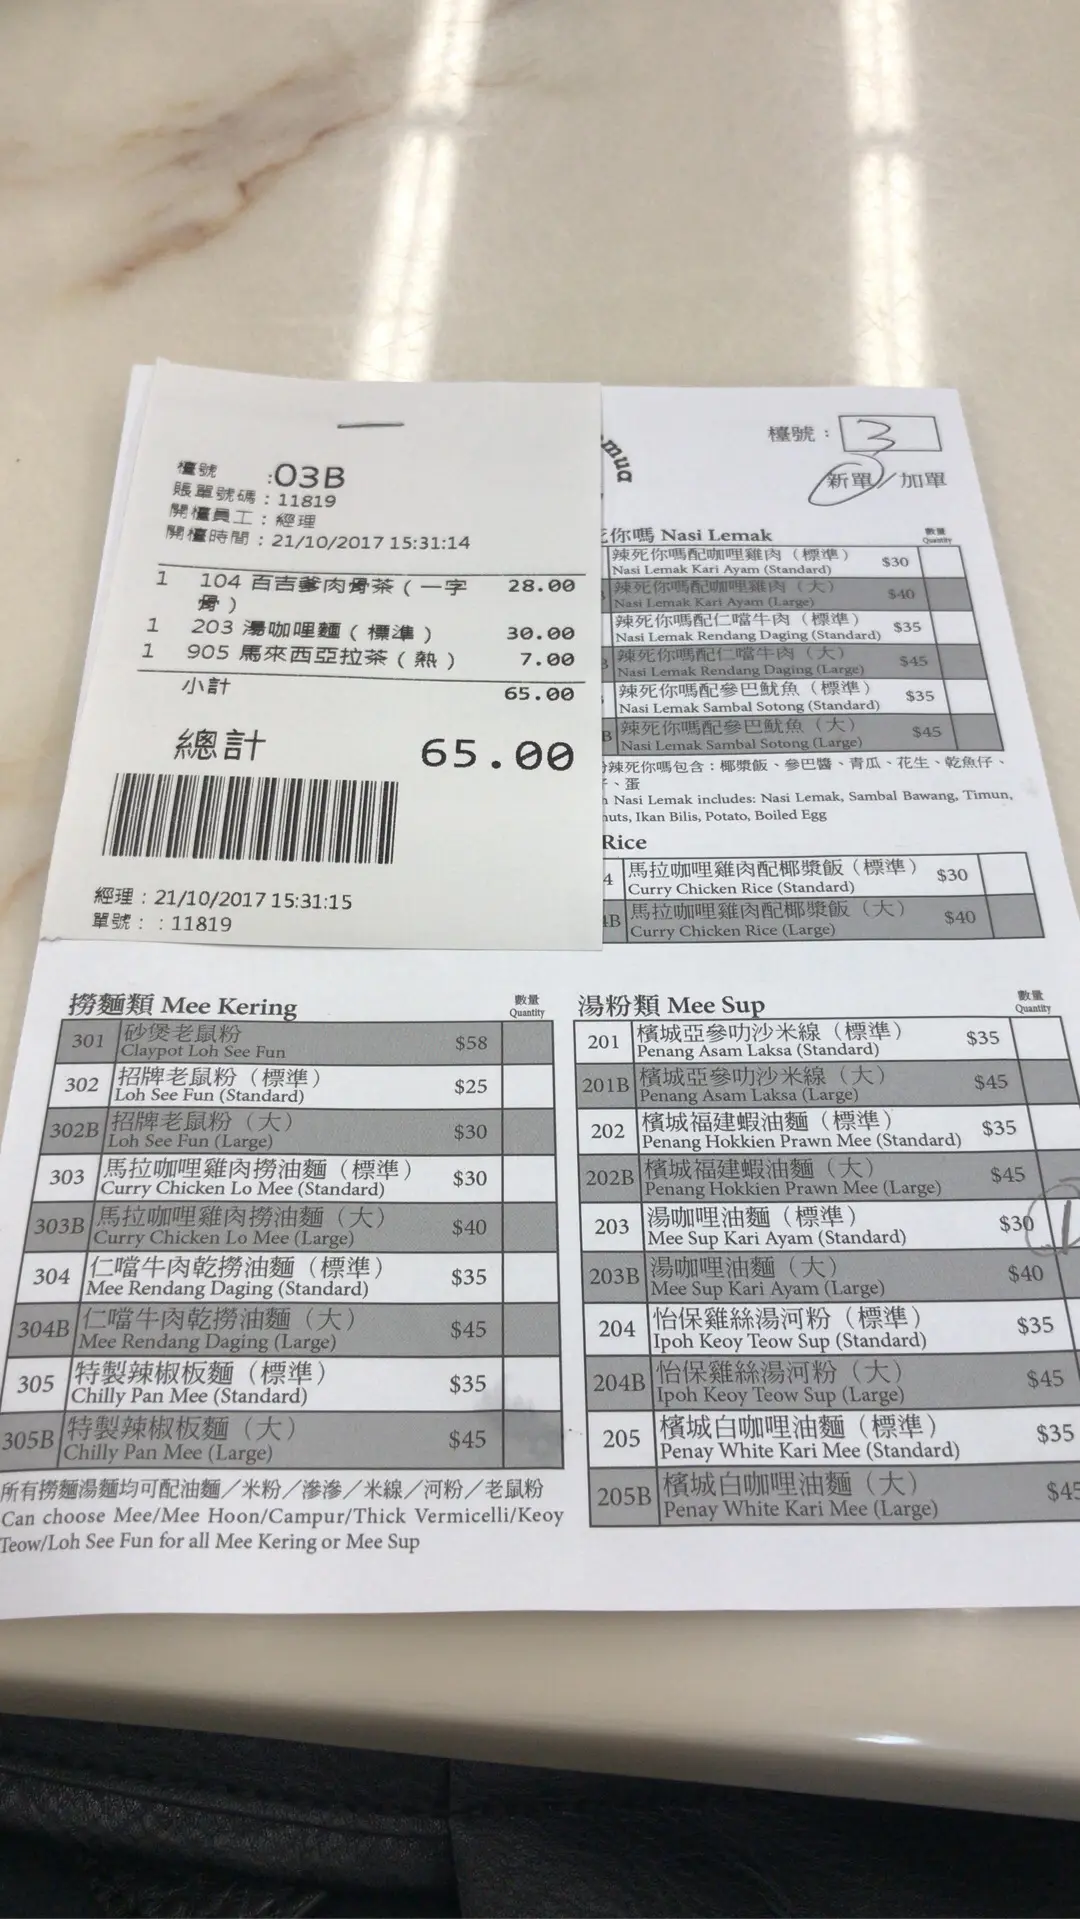 檯號 :03B
賬單號碼 : 11819
開檯員工 : 經理
開檯時間 : 21/10/2017 15:31:14
1 104 百吉爹肉骨茶 ( 一字 28.00
骨 )
1 203 湯咖哩麵 ( 標準 ) 30.00
1 905 馬來西亞拉茶 ( 熱 ) 7.00
小計 65.00
總計 65.00
經理 : 21/10/2017 15:31:15
單號 : : 11819
mua
檯號 : 3
新單／加單
你嗎 Nasi Lemak 數量
Quantity
辣死你嗎配咖哩雞肉（標準） $30
Nasi Lemak Kari Ayam (Standard)
辣死你嗎配咖哩雞肉（大） $40
Nasi Lemak Kari Ayam (Large)
辣死你嗎配仁噹牛肉（標準） $35
Nasi Lemak Rendang Daging (Standard)
辣死你嗎配仁噹牛肉（大） $45
Nasi Lemak Rendang Daging (Large)
辣死你嗎配參巴魷魚（標準） $35
Nasi Lemak Sambal Sotong (Standard)
B 辣死你嗎配參巴魷魚（大） $45
Nasi Lemak Sambal Sotong (Large)
辣死你嗎包含：椰漿飯、參巴醬、青瓜、花生、乾魚仔、
、蛋
Nasi Lemak includes: Nasi Lemak, Sambal Bawang, Timun,
uts, Ikan Bilis, Potato, Boiled Egg
Rice
4 馬拉咖哩雞肉配椰漿飯（標準） $30
Curry Chicken Rice (Standard)
4B 馬拉咖哩雞肉配椰漿飯（大） $40
Curry Chicken Rice (Large)
撈麵類 Mee Kering 數量
Quantity
301 砂煲老鼠粉 $58
Claypot Loh See Fun
302 招牌老鼠粉（標準） $25
Loh See Fun (Standard)
302B 招牌老鼠粉（大） $30
Loh See Fun (Large)
303 馬拉咖哩雞肉撈油麵（標準） $30
Curry Chicken Lo Mee (Standard)
303B 馬拉咖哩雞肉撈油麵（大） $40
Curry Chicken Lo Mee (Large)
304 仁噹牛肉乾撈油麵（標準） $35
Mee Rendang Daging (Standard)
304B 仁噹牛肉乾撈油麵（大） $45
Mee Rendang Daging (Large)
305 特製辣椒板麵（標準） $35
Chilly Pan Mee (Standard)
305B 特製辣椒板麵（大） $45
Chilly Pan Mee (Large)
所有撈麵湯麵均可配油麵／米粉／滲滲／米線／河粉／老鼠粉
Can choose Mee/Mee Hoon/Campur/Thick Vermicelli/Keoy
Teow/Loh See Fun for all Mee Kering or Mee Sup
湯粉類 Mee Sup 數量
Quantity
201 檳城亞參叻沙米線（標準） $35
Penang Asam Laksa (Standard)
201B 檳城亞參叻沙米線（大） $45
Penang Asam Laksa (Large)
202 檳城福建蝦油麵（標準） $35
Penang Hokkien Prawn Mee (Standard)
202B 檳城福建蝦油麵（大） $45
Penang Hokkien Prawn Mee (Large)
203 湯咖哩油麵（標準） $30 1
Mee Sup Kari Ayam (Standard)
203B 湯咖哩油麵（大） $40
Mee Sup Kari Ayam (Large)
204 怡保雞絲湯河粉（標準） $35
Ipoh Keoy Teow Sup (Standard)
204B 怡保雞絲湯河粉（大） $45
Ipoh Keoy Teow Sup (Large)
205 檳城白咖哩油麵（標準） $35
Penay White Kari Mee (Standard)
205B 檳城白咖哩油麵（大） $45
Penay White Kari Mee (Large)